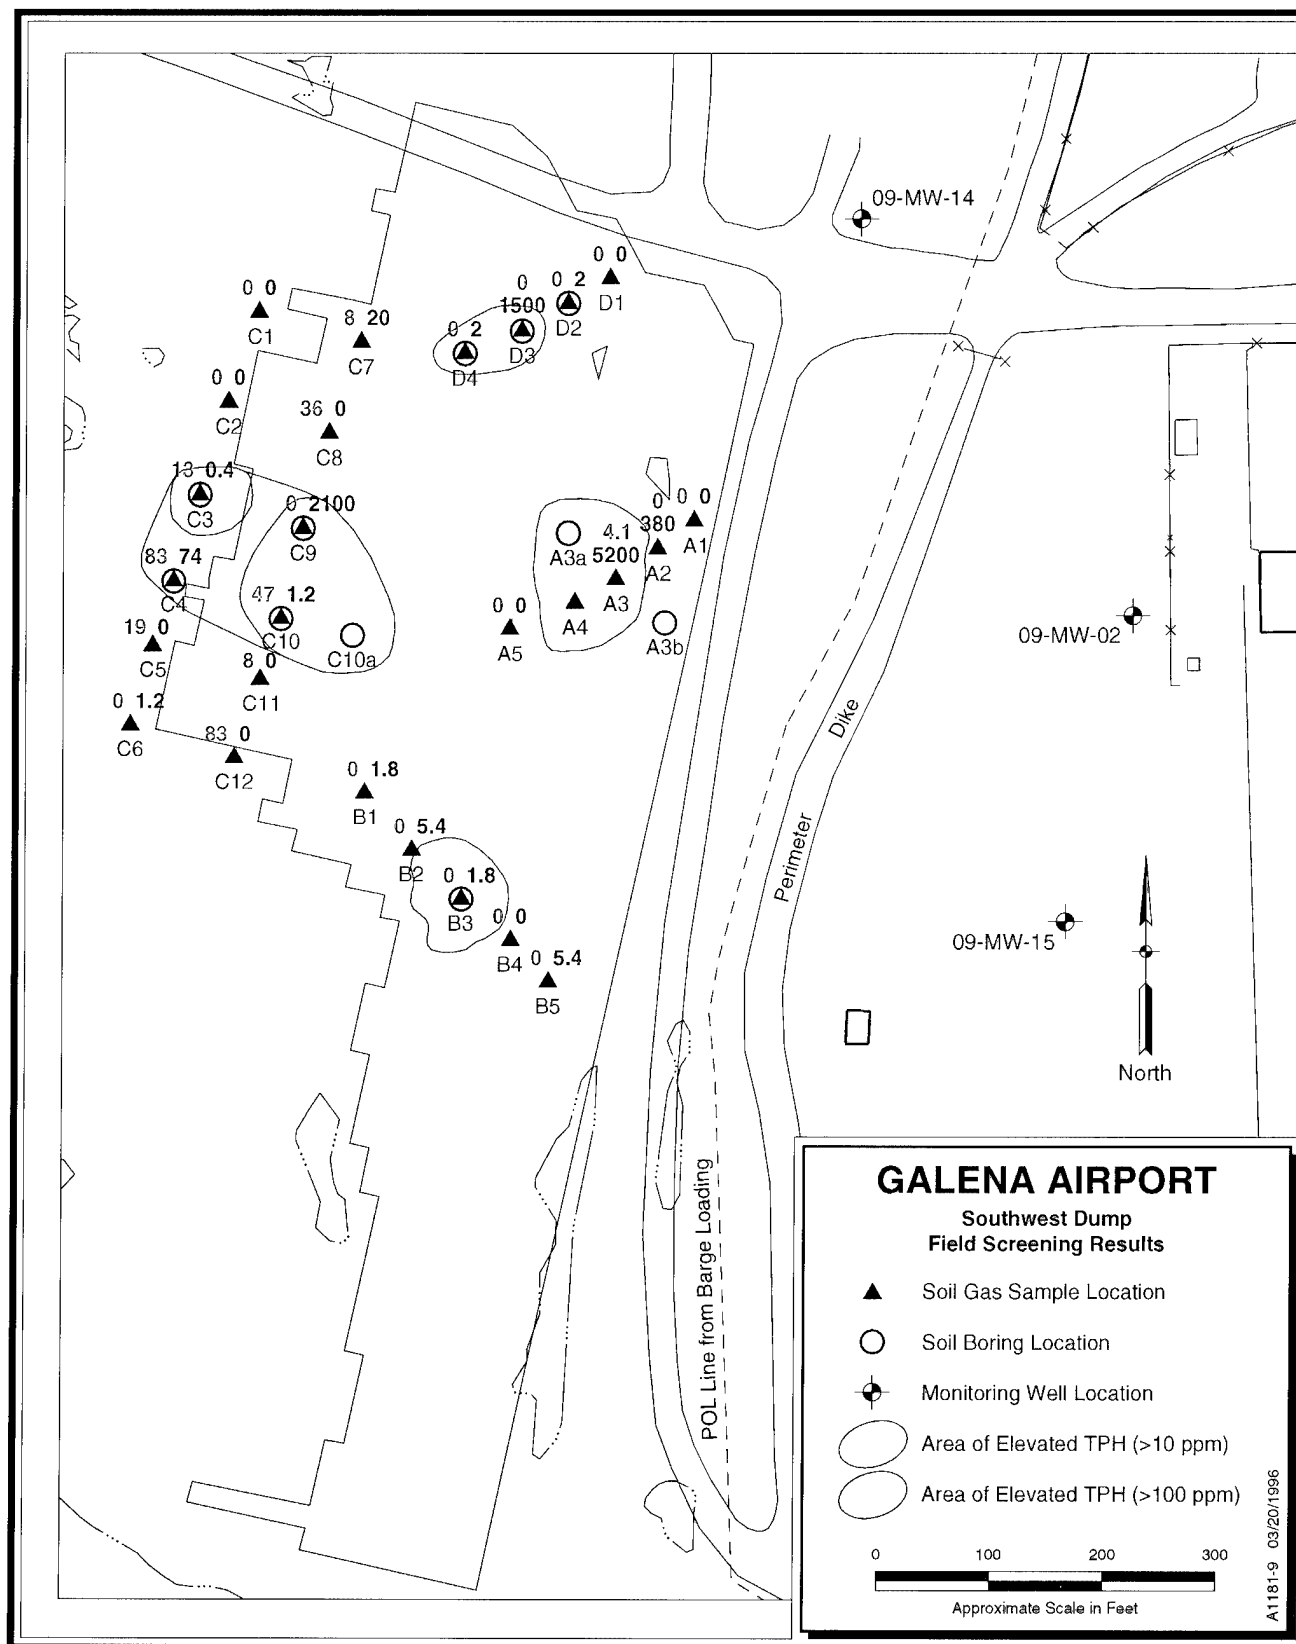 09-MW-14
0 0
D1
0 2
D2
0
1500
D3
0 2
D4
0 0
C1
8 20
C7
0 0
C2
36 0
C8
13 0.4
C3
0 2100
C9
83 74
C4
47 1.2
C10
C10a
19 0
C5
8 0
C11
0 1.2
C6
83 0
C12
0 0
A1
0
380
A2
4.1
5200
A3
A3a
A4
0 0
A5
A3b
09-MW-02
0 1.8
B1
0 5.4
B2
0 1.8
B3
0 0
B4
0 5.4
B5
Perimeter Dike
09-MW-15
North
POL Line from Barge Loading
GALENA AIRPORT
Southwest Dump
Field Screening Results
Soil Gas Sample Location
Soil Boring Location
Monitoring Well Location
Area of Elevated TPH (>10 ppm)
Area of Elevated TPH (>100 ppm)
0 100 200 300
Approximate Scale in Feet
A1181-9 03/20/1996